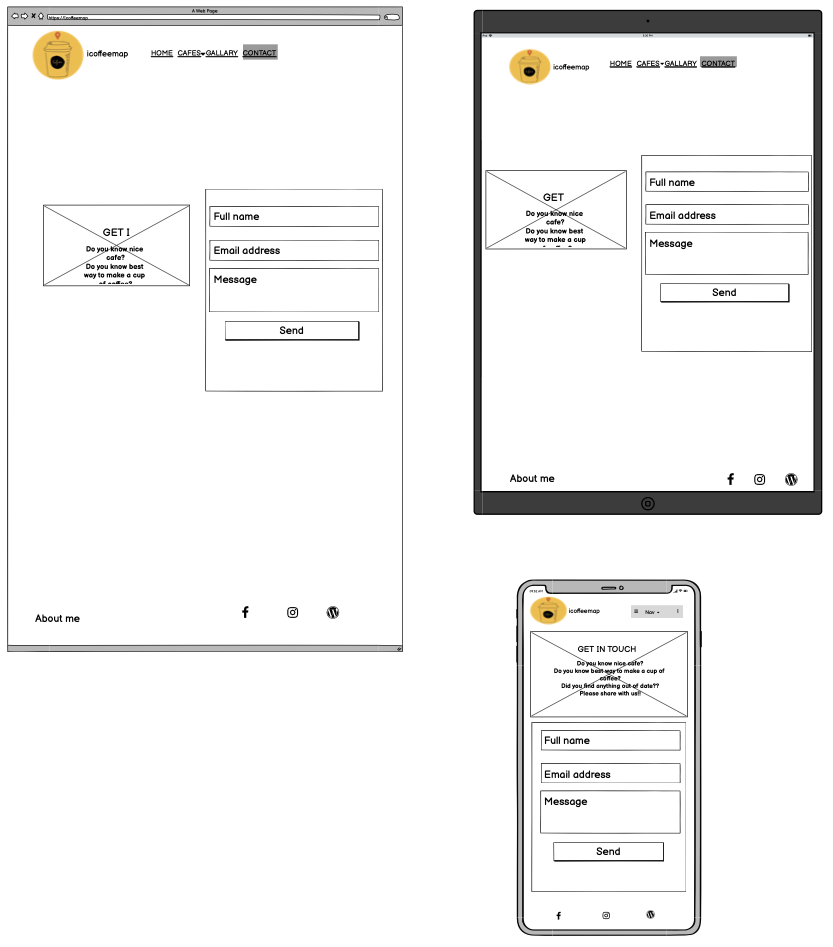 A Web Page
https://icoffeemap
icoffeemap
HOME CAFES GALLARY CONTACT
GET I
Do you know nice
cafe?
Do you know best
way to make a cup
of coffee?
Full name
Email address
Message
Send
About me
icoffeemap
HOME CAFES GALLARY CONTACT
GET
Do you know nice
cafe?
Do you know best
way to make a cup
Full name
Email address
Message
Send
About me
icoffeemap
Nav
GET IN TOUCH
Do you know nice cafe?
Do you know best way to make a cup of
coffee?
Did you find anything out of date??
Please share with us!!
Full name
Email address
Message
Send